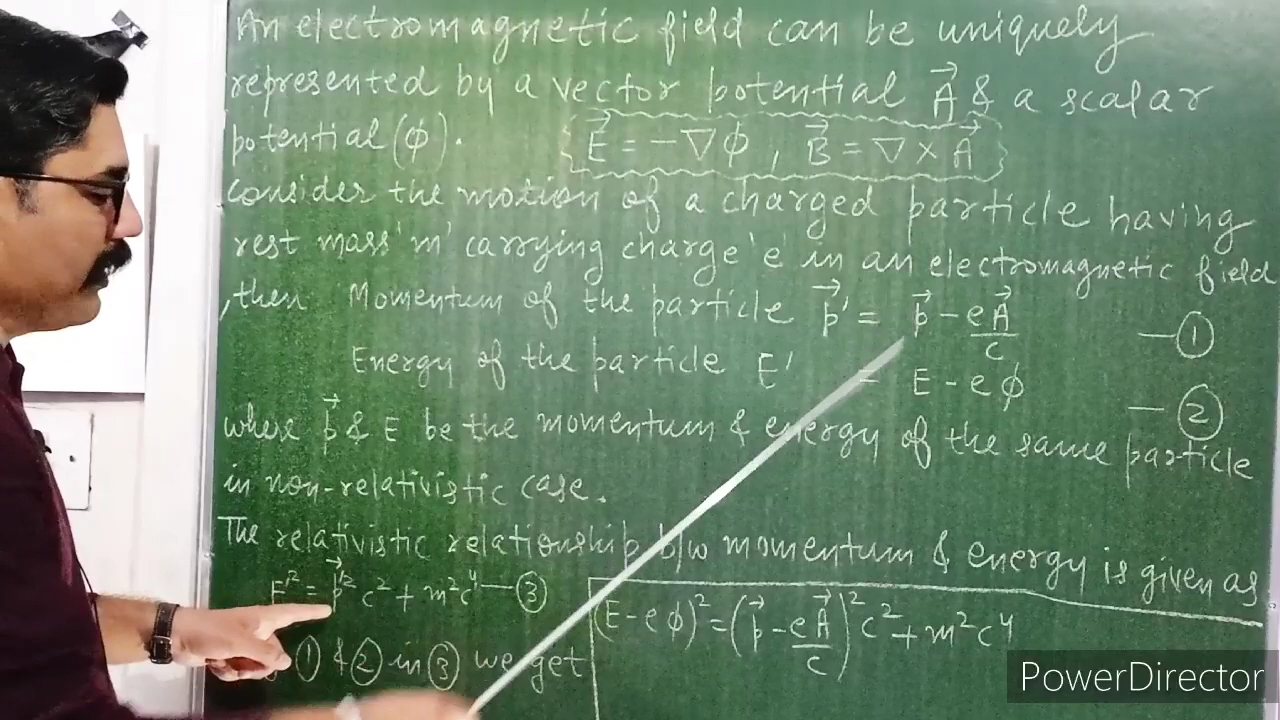 An electromagnetic field can be uniquely
represented by a vector potential A⃗ & a scalar
potential (ϕ). E⃗ = −∇ϕ , B⃗ = ∇ × A⃗
consider the motion of a charged particle having
rest mass 'm' carrying charge 'e' in an electromagnetic field
, then Momentum of the particle p⃗' = p⃗ − eA⃗/c —①
Energy of the particle E' = E − eϕ —②
where p⃗ & E be the momentum & energy of the same particle
in non-relativistic case.
The relativistic relationship b/w momentum & energy is given as
E'² = p⃗'² c² + m²c⁴ —③
① & ② in ③ we get
(E − eϕ)² = (p⃗ − eA⃗/c)² c² + m²c⁴
PowerDirector